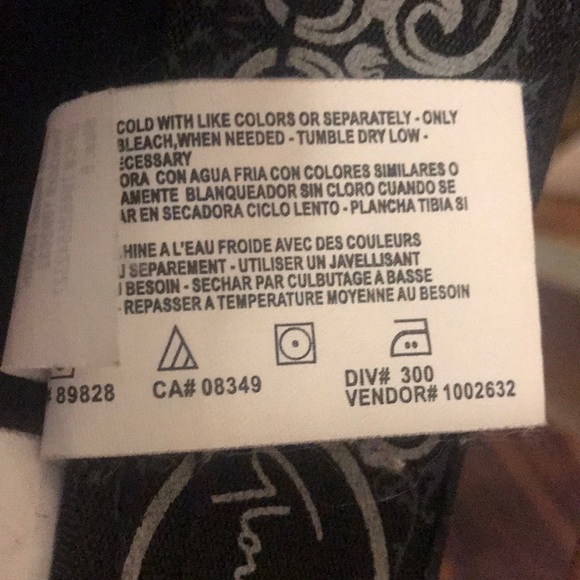 COLD WITH LIKE COLORS OR SEPARATELY - ONLY
BLEACH,WHEN NEEDED - TUMBLE DRY LOW -
ECESSARY
ORA CON AGUA FRIA CON COLORES SIMILARES O
AMENTE BLANQUEADOR SIN CLORO CUANDO SE
AR EN SECADORA CICLO LENTO - PLANCHA TIBIA SI
HINE A L'EAU FROIDE AVEC DES COULEURS
U SEPAREMENT - UTILISER UN JAVELLISANT
U BESOIN - SECHAR PAR CULBUTAGE A BASSE
REPASSER A TEMPERATURE MOYENNE AU BESOIN
# 89828 CA# 08349 DIV# 300
VENDOR# 1002632